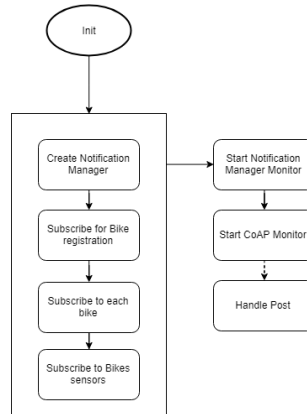 Init
Create Notification
Manager
Subscribe for Bike
registration
Subscribe to each
bike
Subscribe to Bikes
sensors
Start Notification
Manager Monitor
Start CoAP Monitor
Handle Post